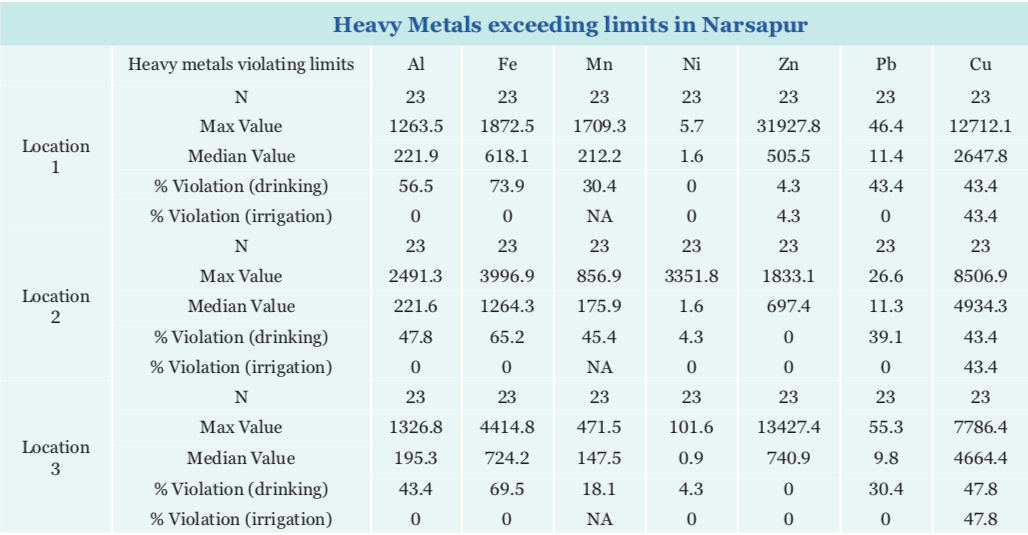 Heavy Metals exceeding limits in Narsapur
Heavy metals violating limits Al Fe Mn Ni Zn Pb Cu
Location 1
N 23 23 23 23 23 23 23
Max Value 1263.5 1872.5 1709.3 5.7 31927.8 46.4 12712.1
Median Value 221.9 618.1 212.2 1.6 505.5 11.4 2647.8
% Violation (drinking) 56.5 73.9 30.4 0 4.3 43.4 43.4
% Violation (irrigation) 0 0 NA 0 4.3 0 43.4
Location 2
N 23 23 23 23 23 23 23
Max Value 2491.3 3996.9 856.9 3351.8 1833.1 26.6 8506.9
Median Value 221.6 1264.3 175.9 1.6 697.4 11.3 4934.3
% Violation (drinking) 47.8 65.2 45.4 4.3 0 39.1 43.4
% Violation (irrigation) 0 0 NA 0 0 0 43.4
Location 3
N 23 23 23 23 23 23 23
Max Value 1326.8 4414.8 471.5 101.6 13427.4 55.3 7786.4
Median Value 195.3 724.2 147.5 0.9 740.9 9.8 4664.4
% Violation (drinking) 43.4 69.5 18.1 4.3 0 30.4 47.8
% Violation (irrigation) 0 0 NA 0 0 0 47.8